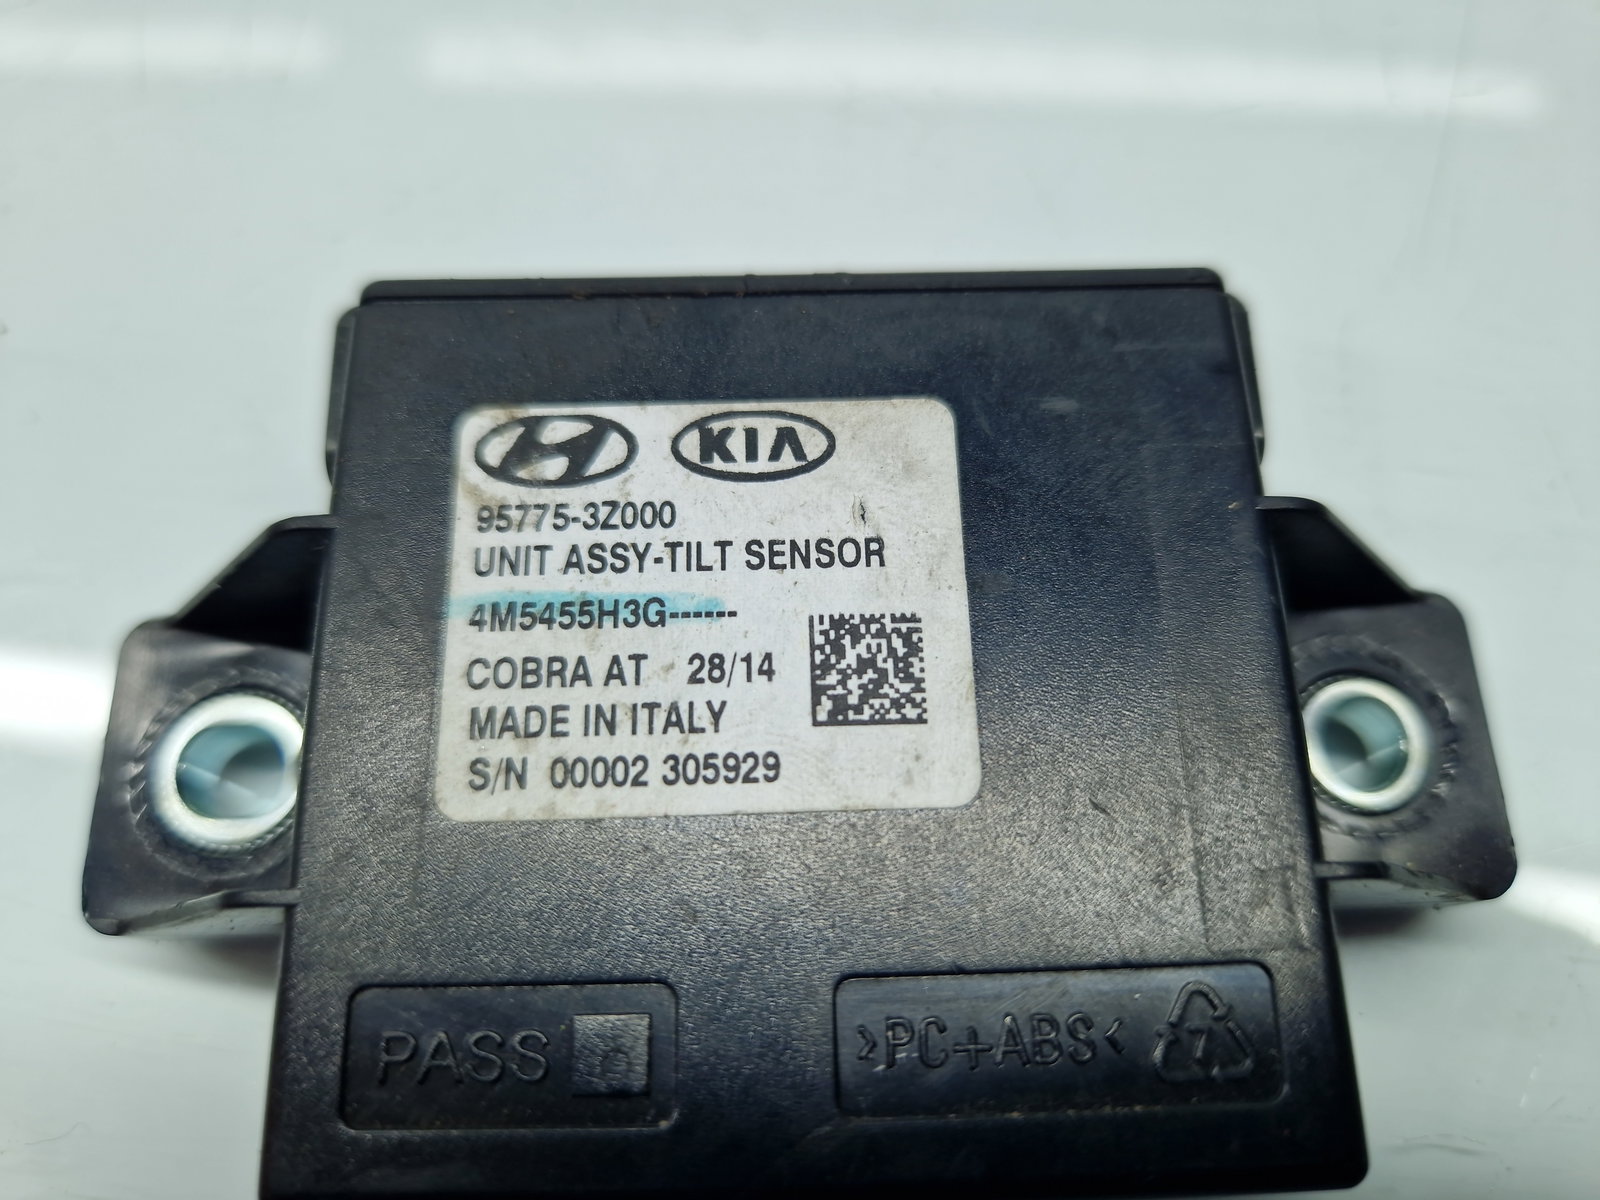 KIA
95775-3Z000
UNIT ASSY-TILT SENSOR
4M5455H3G------
COBRA AT 28/14
MADE IN ITALY
S/N 00002 305929
PASS
>PC+ABS<
7